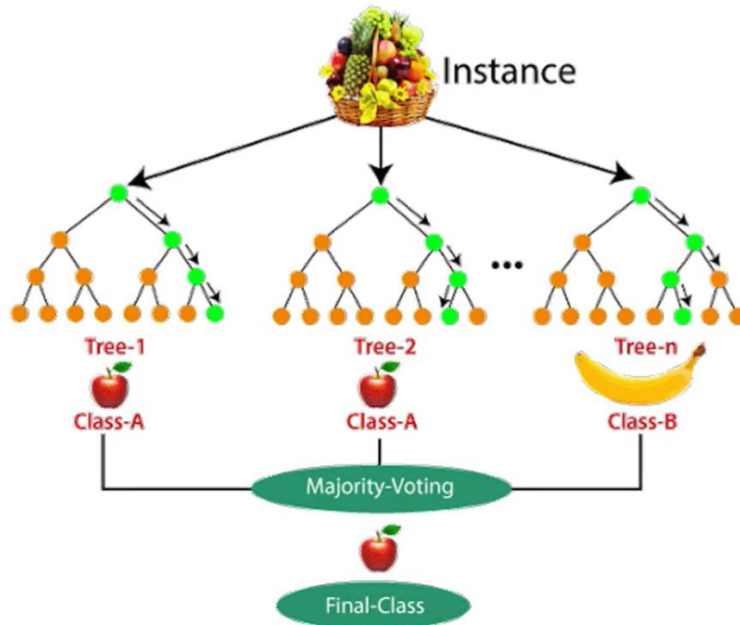 Instance
...
Tree-1
Tree-2
Tree-n
Class-A
Class-A
Class-B
Majority-Voting
Final-Class